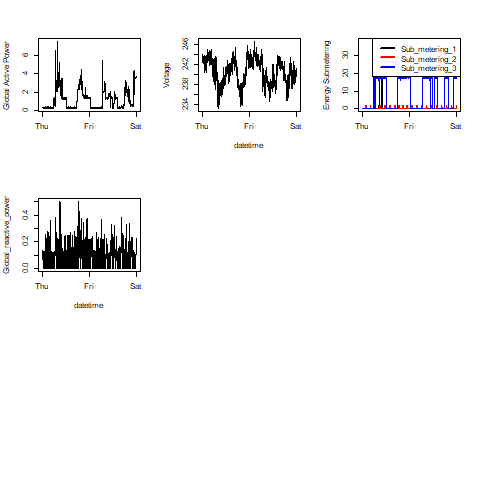 Global Active Power
0 2 4 6
Thu Fri Sat
Voltage
234 238 242 246
Thu Fri Sat
datetime
Energy Submetering
0 10 20 30
Sub_metering_1
Sub_metering_2
Sub_metering_3
Thu Fri Sat
Global_reactive_power
0.0 0.2 0.4
Thu Fri Sat
datetime